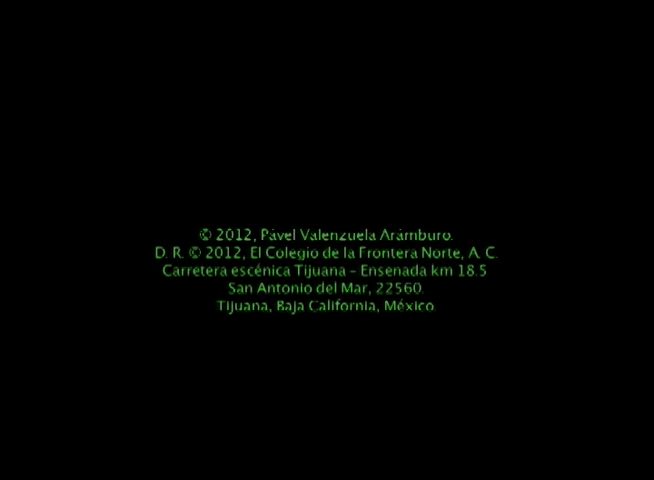 © 2012, Pável Valenzuela Arámburo.
D. R. © 2012, El Colegio de la Frontera Norte, A. C.
Carretera escénica Tijuana – Ensenada km 18.5
San Antonio del Mar, 22560.
Tijuana, Baja California, México